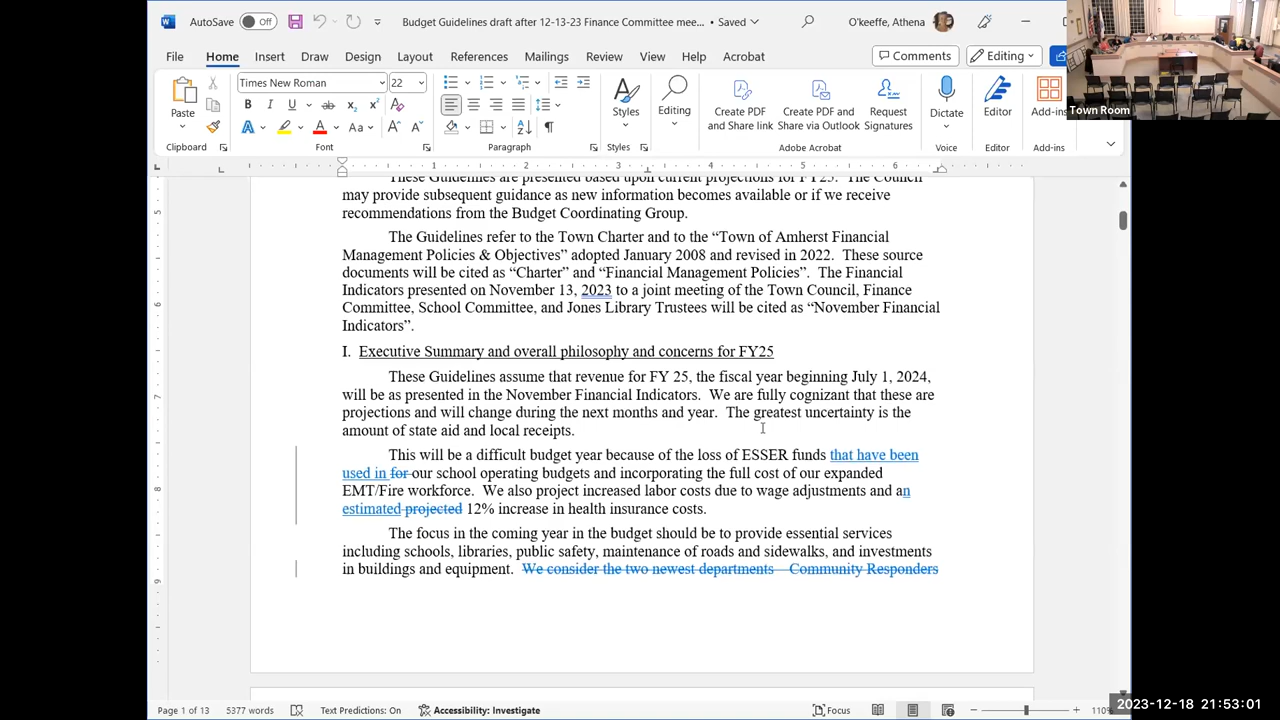 AutoSave Off Budget Guidelines draft after 12-13-23 Finance Committee mee... • Saved O'keeffe, Athena
File Home Insert Draw Design Layout References Mailings Review View Help Acrobat Comments Editing
Times New Roman 22
Paste Styles Editing Create PDF and Share link Create PDF and Share via Outlook Request Signatures Dictate Editor Add-ins
Clipboard Font Paragraph Styles Adobe Acrobat Voice Editor Add-ins
Town Room
These Guidelines are presented based upon current projections for FY25. The Council
may provide subsequent guidance as new information becomes available or if we receive
recommendations from the Budget Coordinating Group.
The Guidelines refer to the Town Charter and to the “Town of Amherst Financial
Management Policies & Objectives” adopted January 2008 and revised in 2022. These source
documents will be cited as “Charter” and “Financial Management Policies”. The Financial
Indicators presented on November 13, 2023 to a joint meeting of the Town Council, Finance
Committee, School Committee, and Jones Library Trustees will be cited as “November Financial
Indicators”.
I. Executive Summary and overall philosophy and concerns for FY25
These Guidelines assume that revenue for FY 25, the fiscal year beginning July 1, 2024,
will be as presented in the November Financial Indicators. We are fully cognizant that these are
projections and will change during the next months and year. The greatest uncertainty is the
amount of state aid and local receipts.
This will be a difficult budget year because of the loss of ESSER funds that have been
used in for our school operating budgets and incorporating the full cost of our expanded
EMT/Fire workforce. We also project increased labor costs due to wage adjustments and an
estimated projected 12% increase in health insurance costs.
The focus in the coming year in the budget should be to provide essential services
including schools, libraries, public safety, maintenance of roads and sidewalks, and investments
in buildings and equipment. We consider the two newest departments – Community Responders
Page 1 of 13 5377 words Text Predictions: On Accessibility: Investigate Focus 110%
2023-12-18 21:53:01